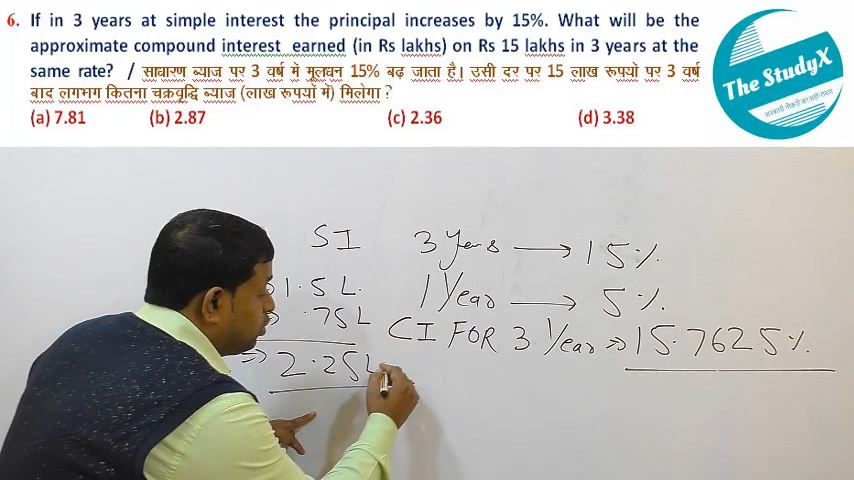 6. If in 3 years at simple interest the principal increases by 15%. What will be the
approximate compound interest earned (in Rs lakhs) on Rs 15 lakhs in 3 years at the
same rate? / साधारण ब्याज पर 3 वर्ष में मूलधन 15% बढ़ जाता है। उसी दर पर 15 लाख रूपयों पर 3 वर्ष
बाद लगभग कितना चक्रवृद्धि ब्याज (लाख रूपयों में) मिलेगा ?
(a) 7.81 (b) 2.87 (c) 2.36 (d) 3.38
The StudyX
SI 3 Years → 15%
1.5 L 1 Year → 5%
.75L
CI FOR 3 Year ⇒ 15.7625%
⇒ 2.25L